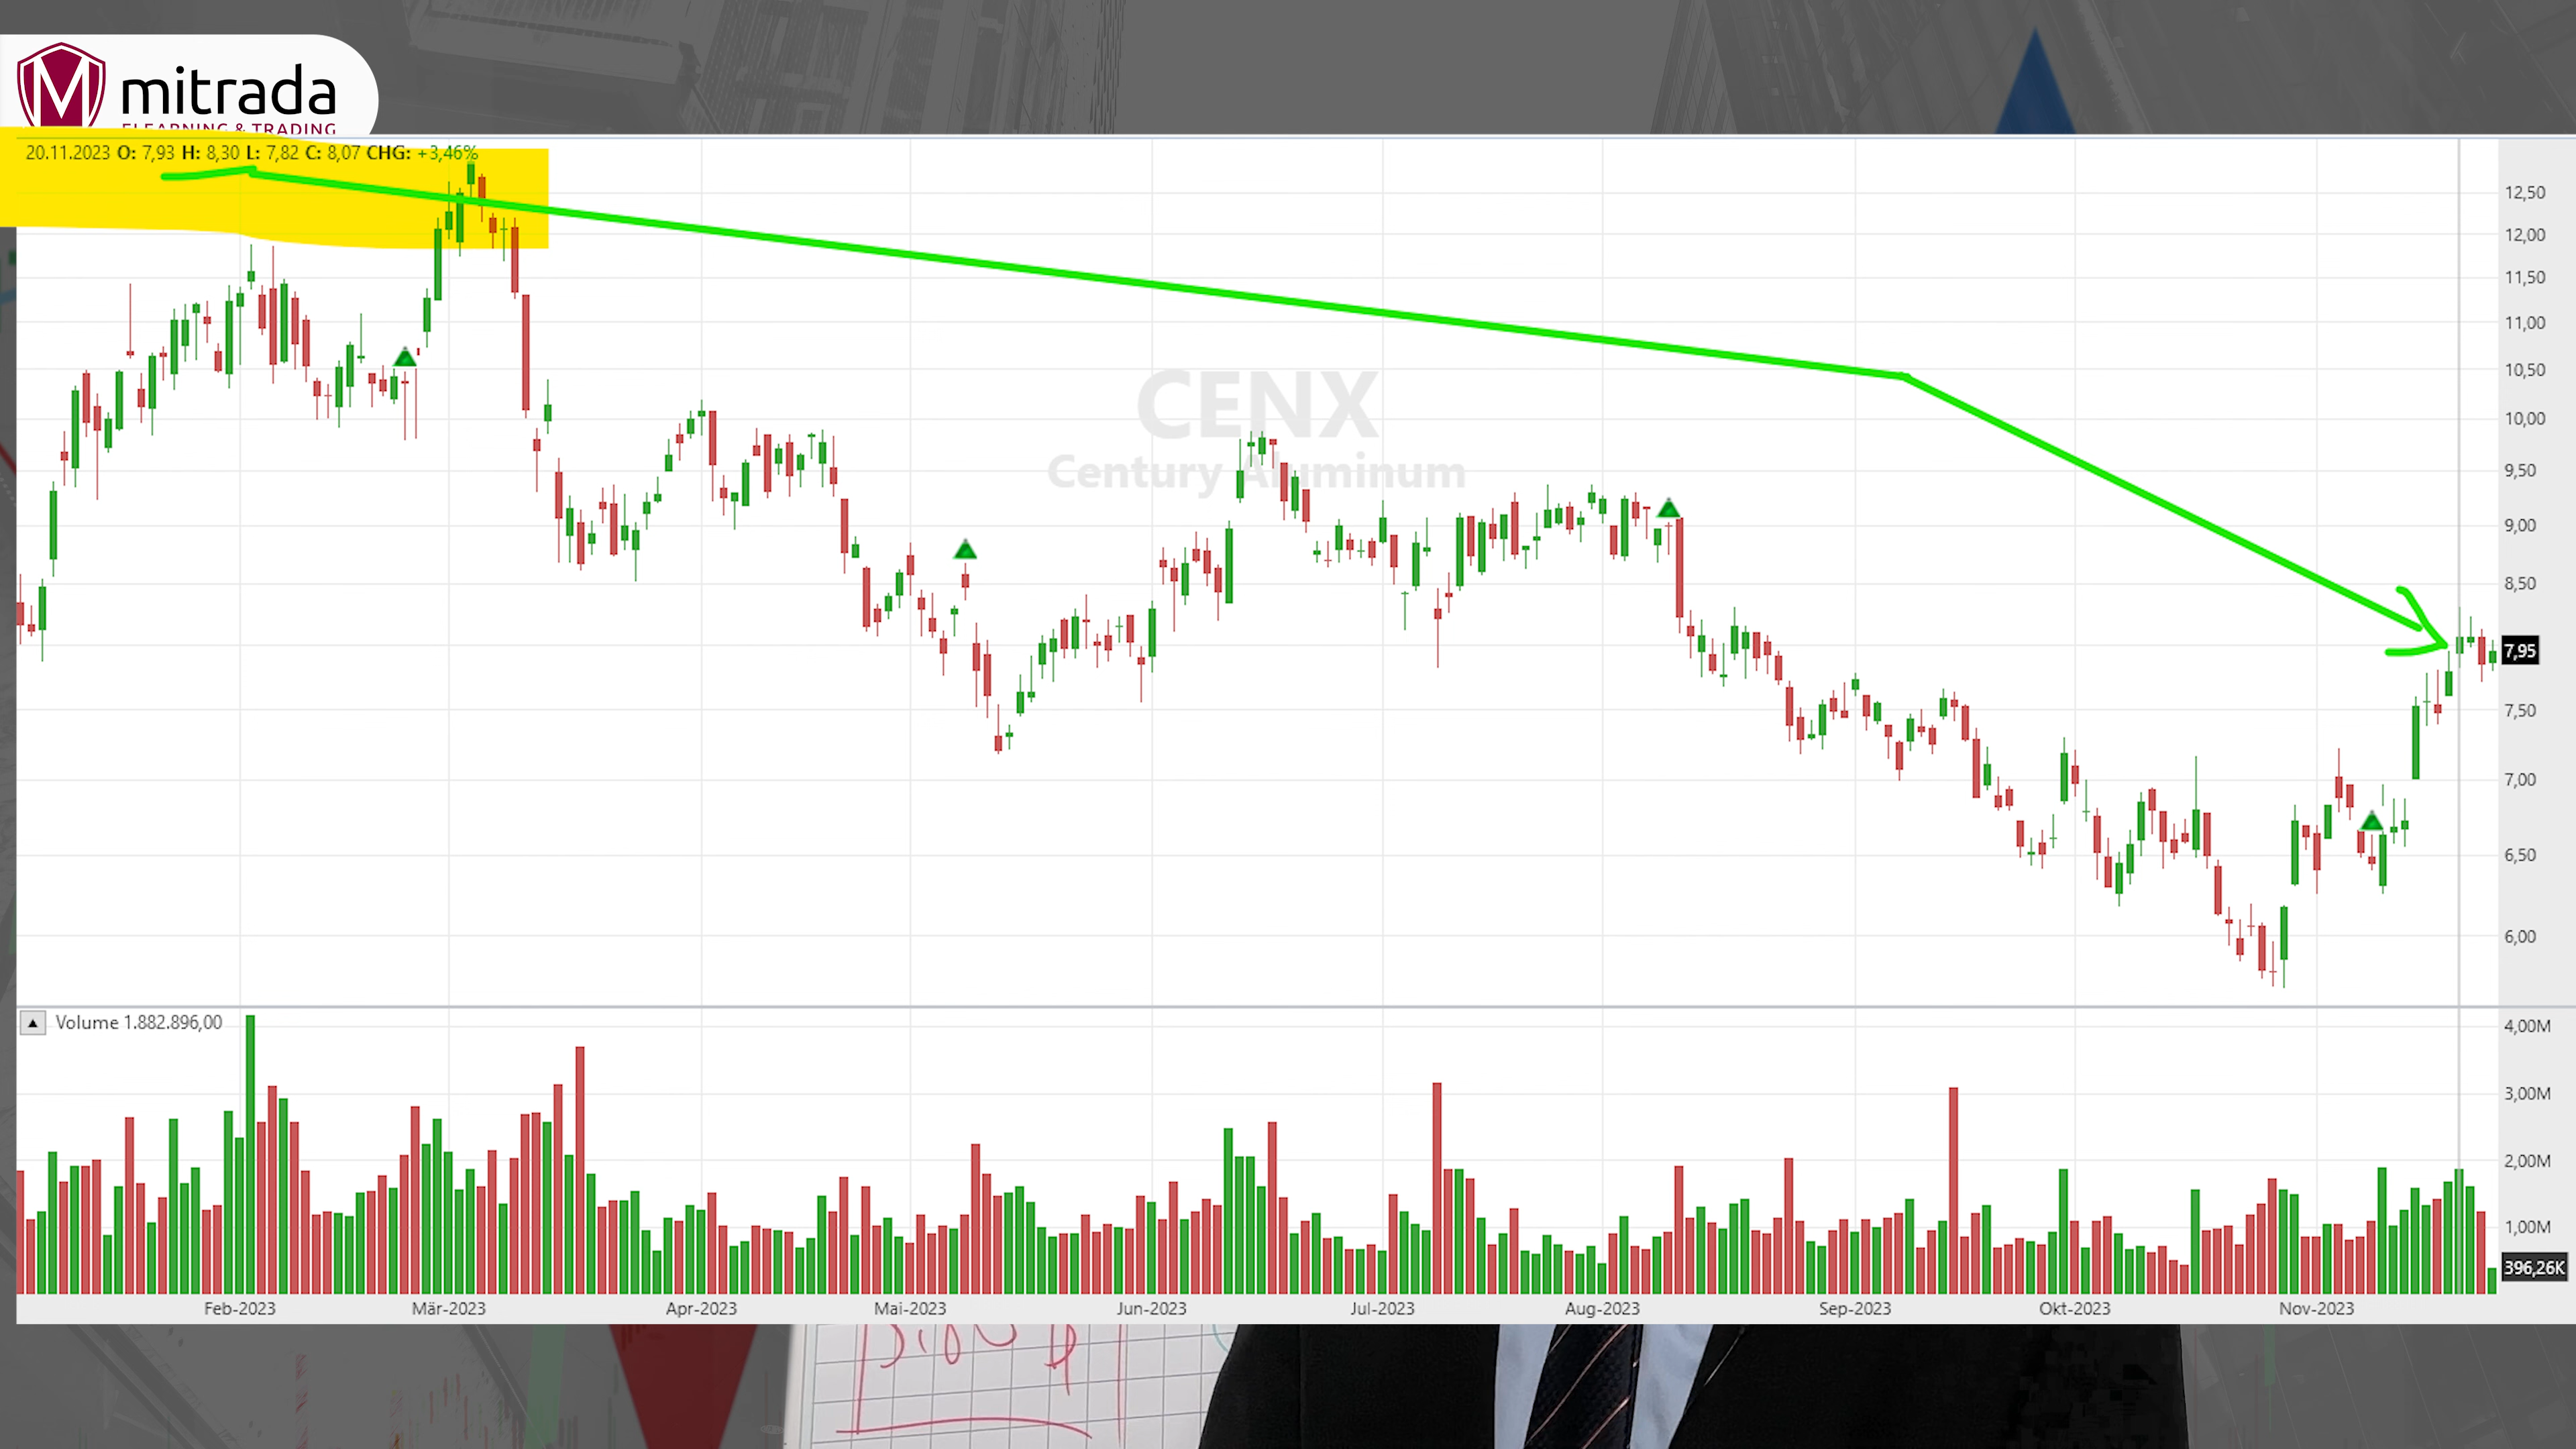 mitrada
ELEARNING & TRADING
20.11.2023 O: 7,93 H: 8,30 L: 7,82 C: 8,07 CHG: +3,46%
CENX
Century Aluminum
12,50
12,00
11,50
11,00
10,50
10,00
9,50
9,00
8,50
7,95
7,50
7,00
6,50
6,00
Volume 1.882.896,00
4,00M
3,00M
2,00M
1,00M
396,26K
Feb-2023 Mär-2023 Apr-2023 Mai-2023 Jun-2023 Jul-2023 Aug-2023 Sep-2023 Okt-2023 Nov-2023